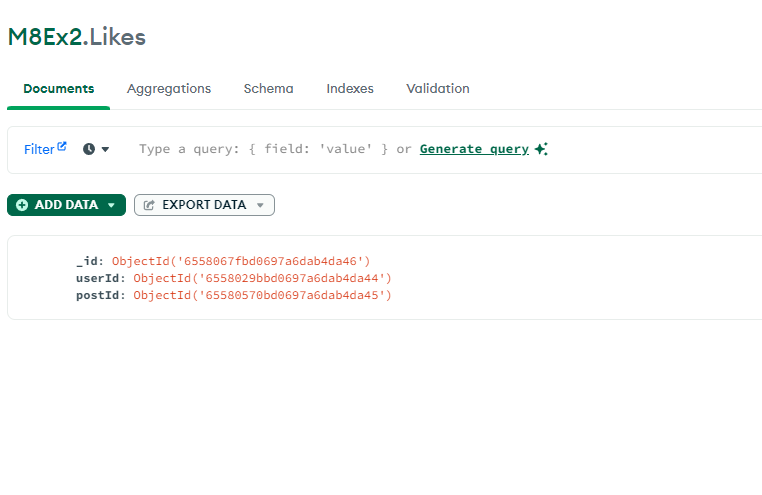 M8Ex2.Likes
Documents Aggregations Schema Indexes Validation
Filter Type a query: { field: 'value' } or Generate query
ADD DATA EXPORT DATA
_id: ObjectId('6558067fbd0697a6dab4da46')
userId: ObjectId('6558029bbd0697a6dab4da44')
postId: ObjectId('65580570bd0697a6dab4da45')